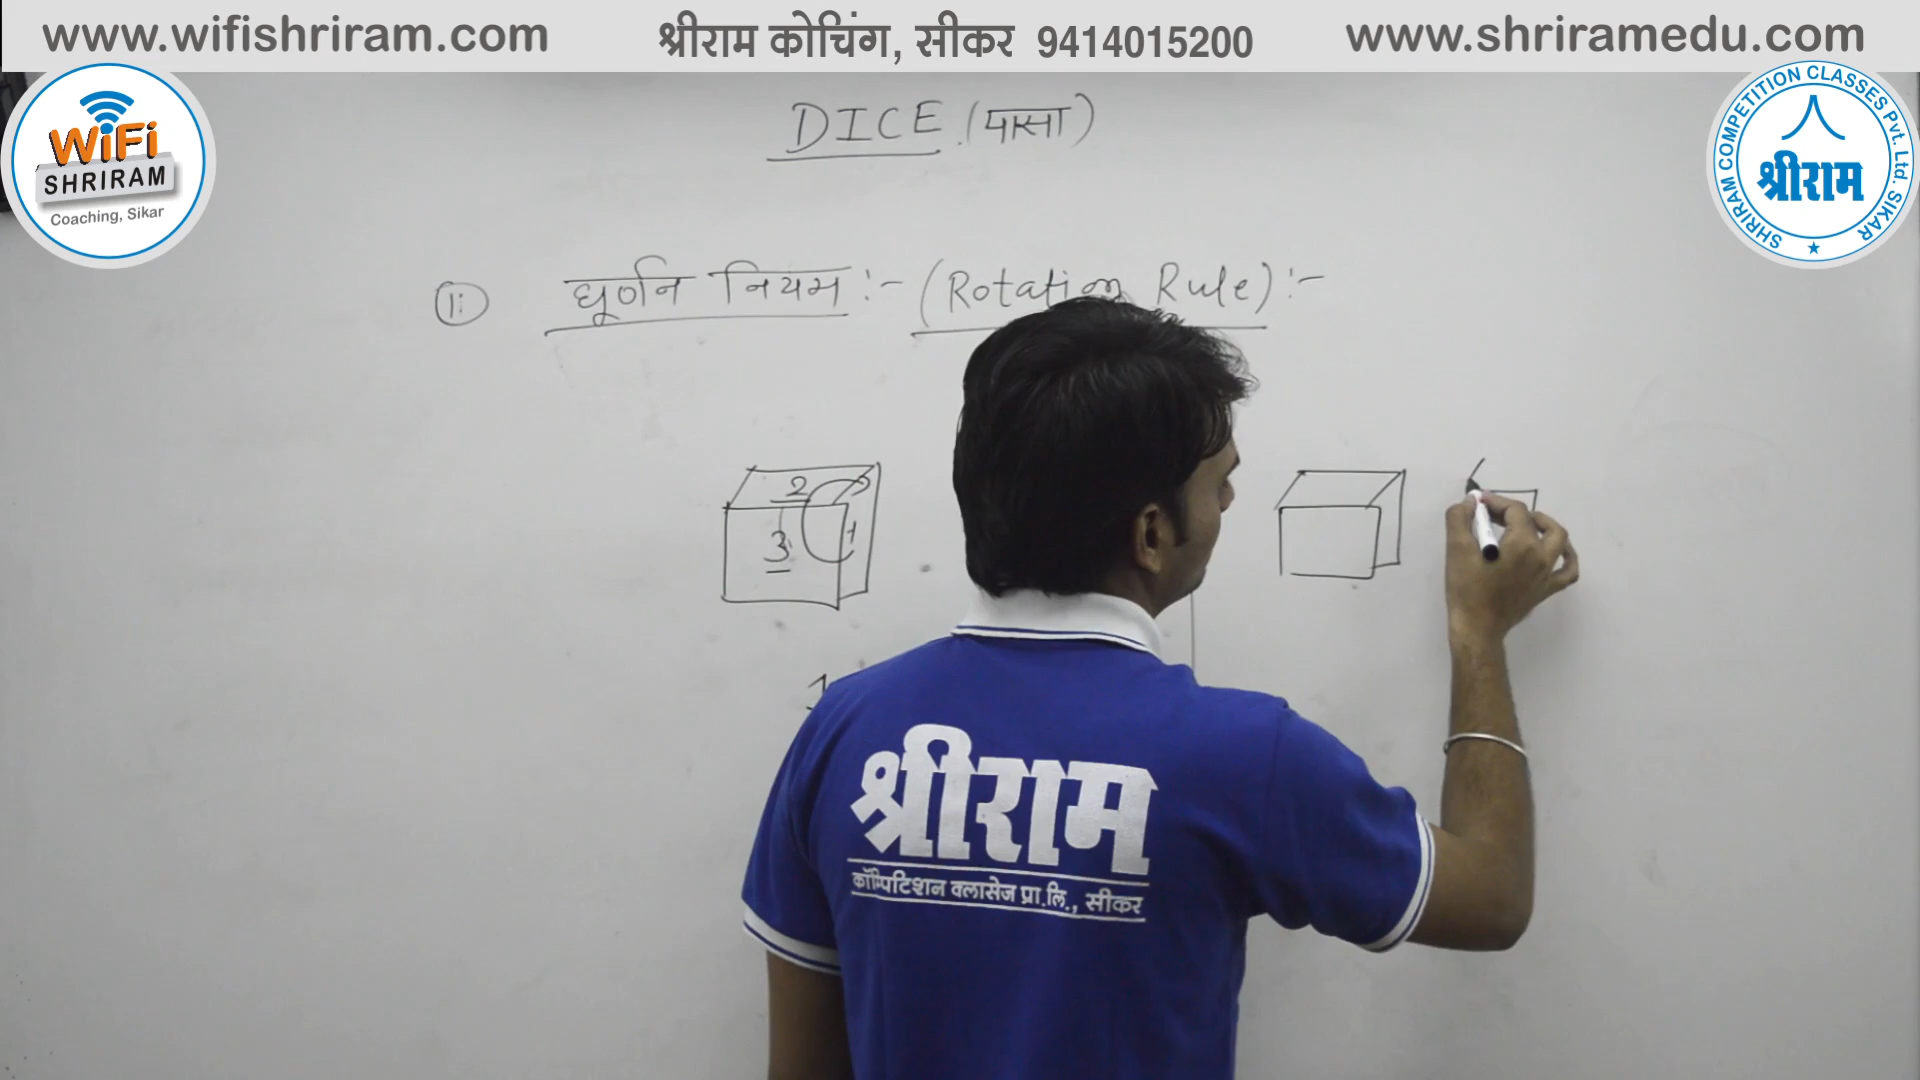 www.wifishriram.com
श्रीराम कोचिंग, सीकर 9414015200
www.shriramedu.com
WiFi
SHRIRAM
Coaching, Sikar
SHRIRAM COMPETITION CLASSES Pvt. Ltd. SIKAR
श्रीराम
DICE (पासा)
1: घूर्णन नियम :- (Rotation Rule) :-
2
3
1
1
श्रीराम
कॉम्पिटिशन क्लासेज प्रा.लि., सीकर